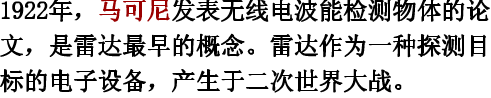 1922年，马可尼发表无线电波能检测物体的论
文，是雷达最早的概念。雷达作为一种探测目
标的电子设备，产生于二次世界大战。